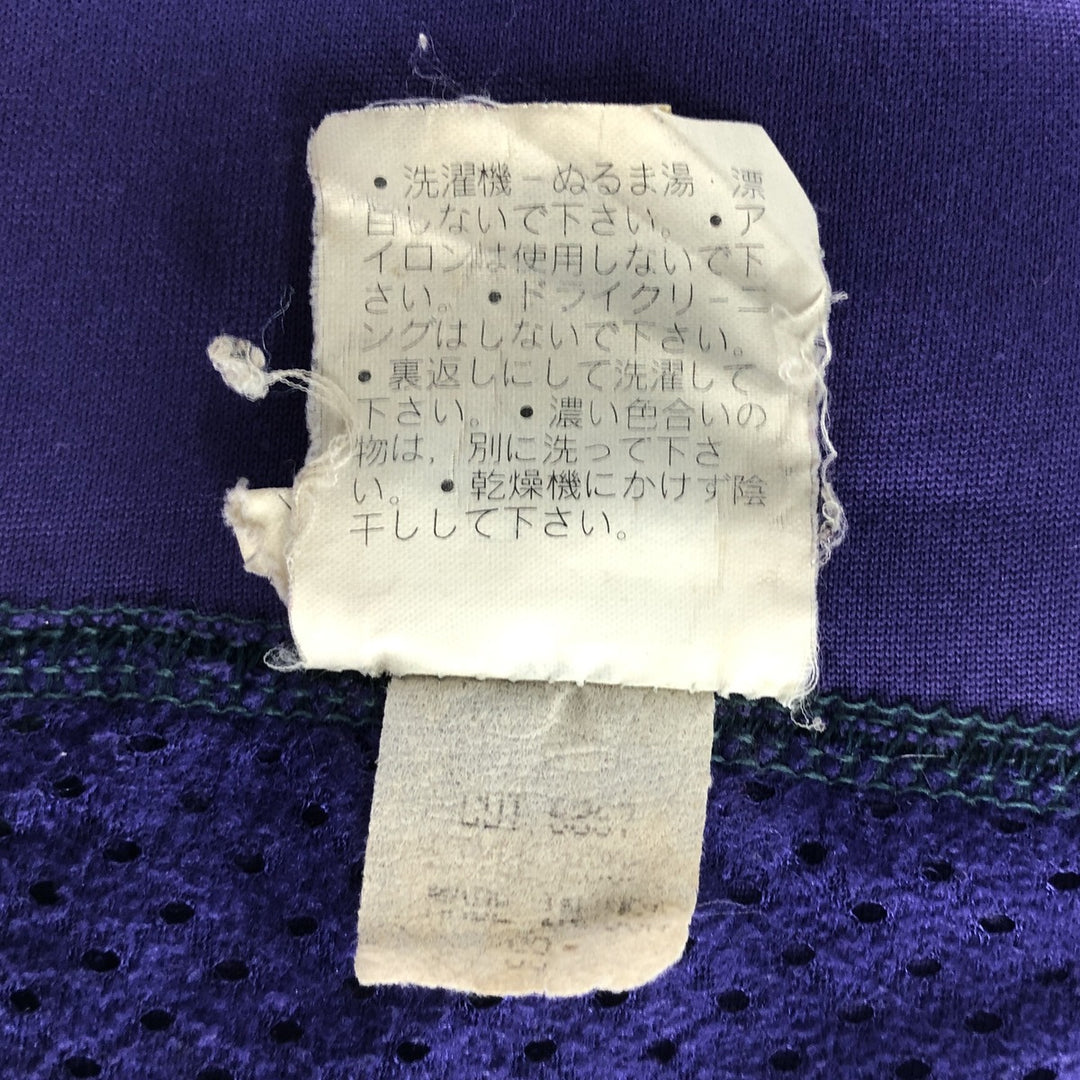 • 洗濯機－ぬるま湯・漂
白しないで下さい。 • ア
イロンは使用しないで下
さい。 • ドライクリーニ
ングはしないで下さい。
• 裏返しにして洗濯して
下さい。 • 濃い色合いの
物は, 別に洗って下さ
い。 • 乾燥機にかけず陰
干しして下さい。
CUT
MADE IN